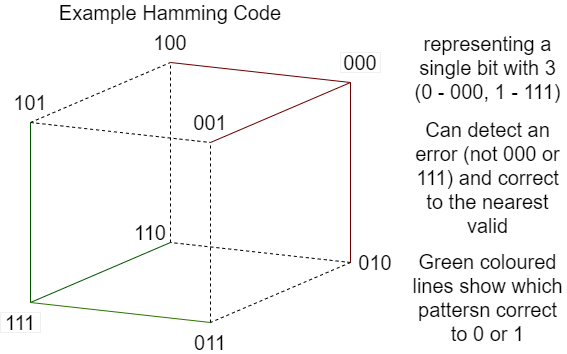 Example Hamming Code
100
000
101
001
110
010
111
011
representing a
single bit with 3
(0 - 000, 1 - 111)
Can detect an
error (not 000 or
111) and correct
to the nearest
valid
Green coloured
lines show which
pattersn correct
to 0 or 1